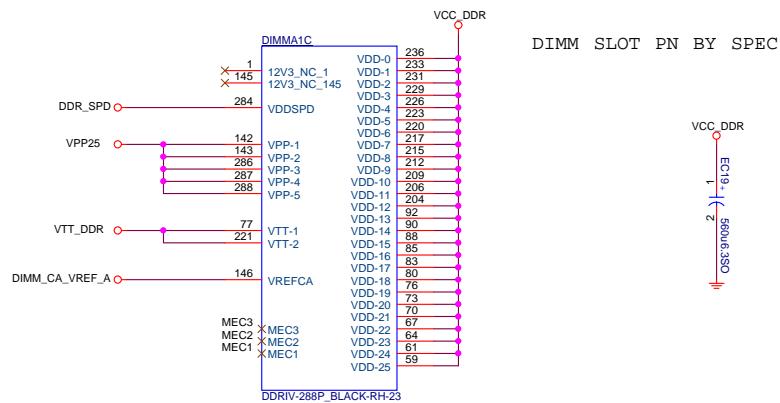 VCC_DDR
DIMMA1C
DIMM SLOT PN BY SPEC
1 12V3_NC_1
145 12V3_NC_145
DDR_SPD 284 VDDSPD
VPP25 142 VPP-1
143 VPP-2
286 VPP-3
287 VPP-4
288 VPP-5
VTT_DDR 77 VTT-1
221 VTT-2
DIMM_CA_VREF_A 146 VREFCA
MEC3 MEC3
MEC2 MEC2
MEC1 MEC1
VDD-0 236
VDD-1 233
VDD-2 231
VDD-3 229
VDD-4 226
VDD-5 223
VDD-6 220
VDD-7 217
VDD-8 215
VDD-9 212
VDD-10 209
VDD-11 206
VDD-12 204
VDD-13 92
VDD-14 90
VDD-15 88
VDD-16 85
VDD-17 83
VDD-18 80
VDD-19 76
VDD-20 73
VDD-21 70
VDD-22 67
VDD-23 64
VDD-24 61
VDD-25 59
DDRIV-288P_BLACK-RH-23
VCC_DDR
1
EC19
+
2
560u6.3SO